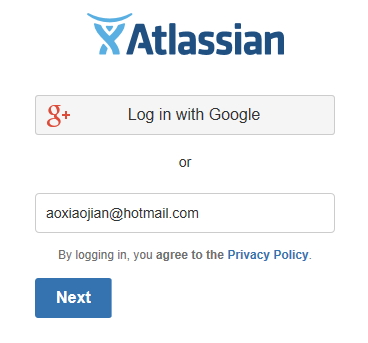 Atlassian
g+ Log in with Google
or
aoxiaojian@hotmail.com
By logging in, you agree to the Privacy Policy.
Next